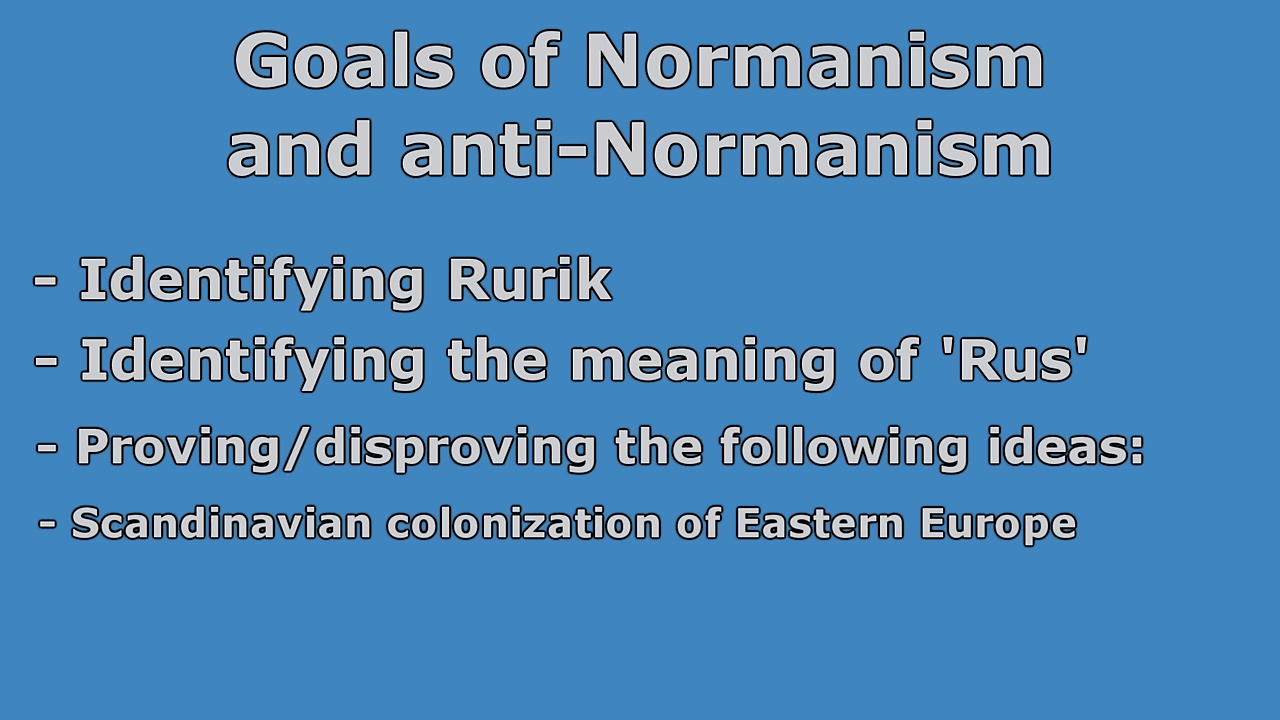 Goals of Normanism
and anti-Normanism
- Identifying Rurik
- Identifying the meaning of 'Rus'
- Proving/disproving the following ideas:
- Scandinavian colonization of Eastern Europe